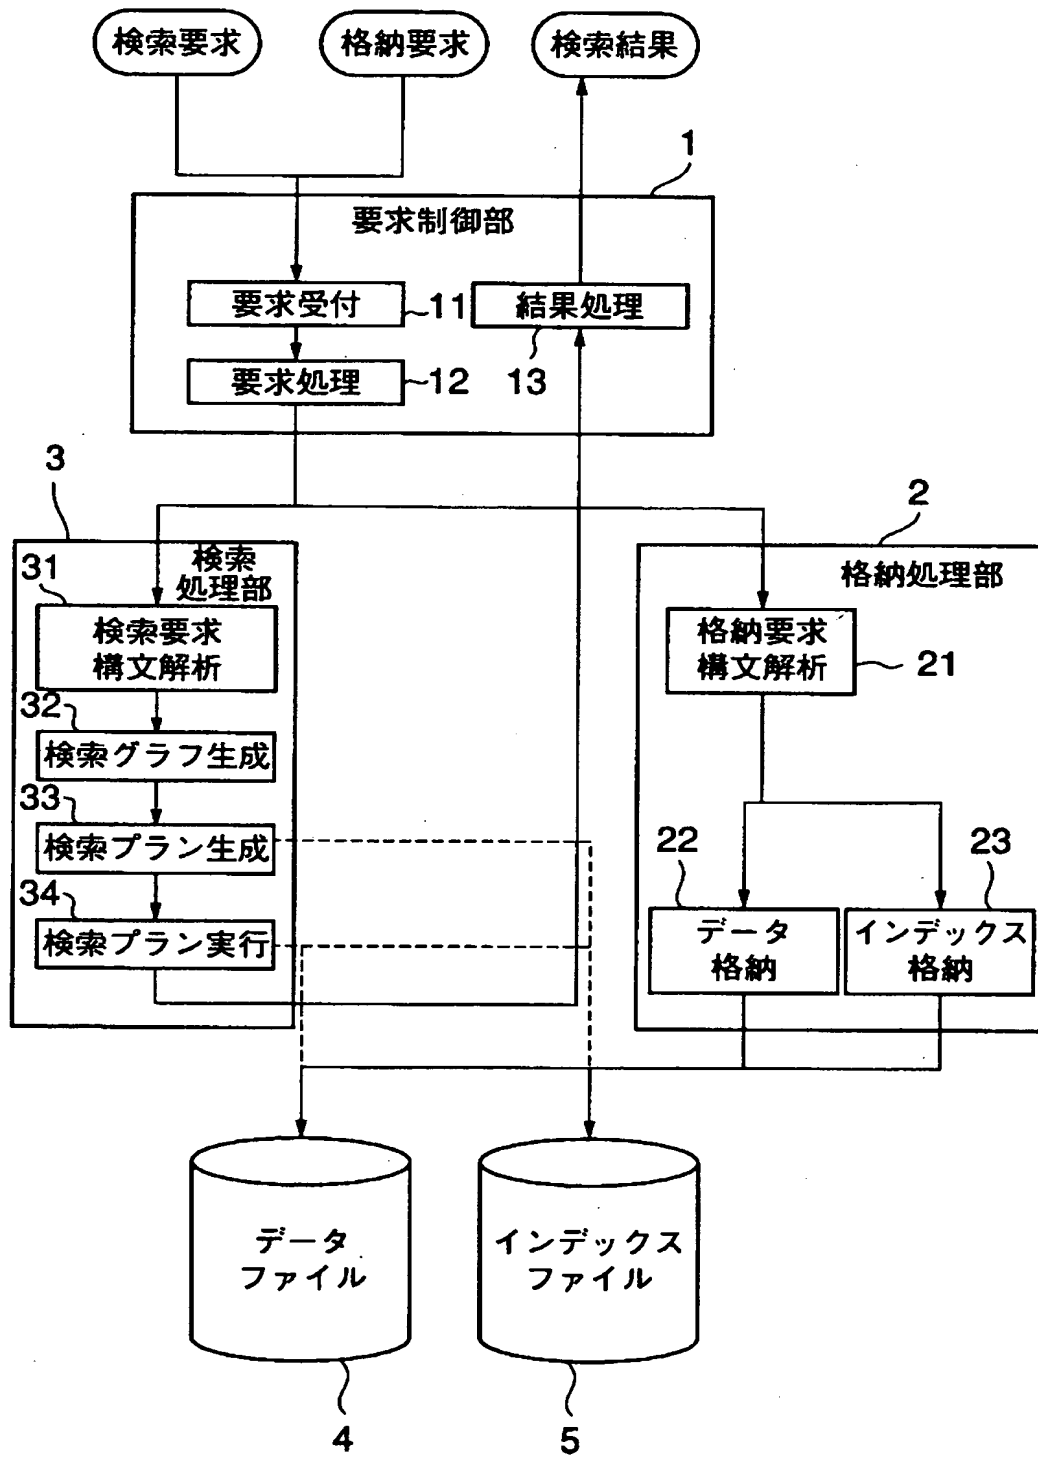 検索要求
格納要求
検索結果
1
要求制御部
要求受付
11
結果処理
13
要求処理
12
3
2
検索
処理部
31
検索要求
構文解析
32
検索グラフ生成
33
検索プラン生成
34
検索プラン実行
格納処理部
格納要求
構文解析
21
22
23
データ
格納
インデックス
格納
データ
ファイル
インデックス
ファイル
4
5